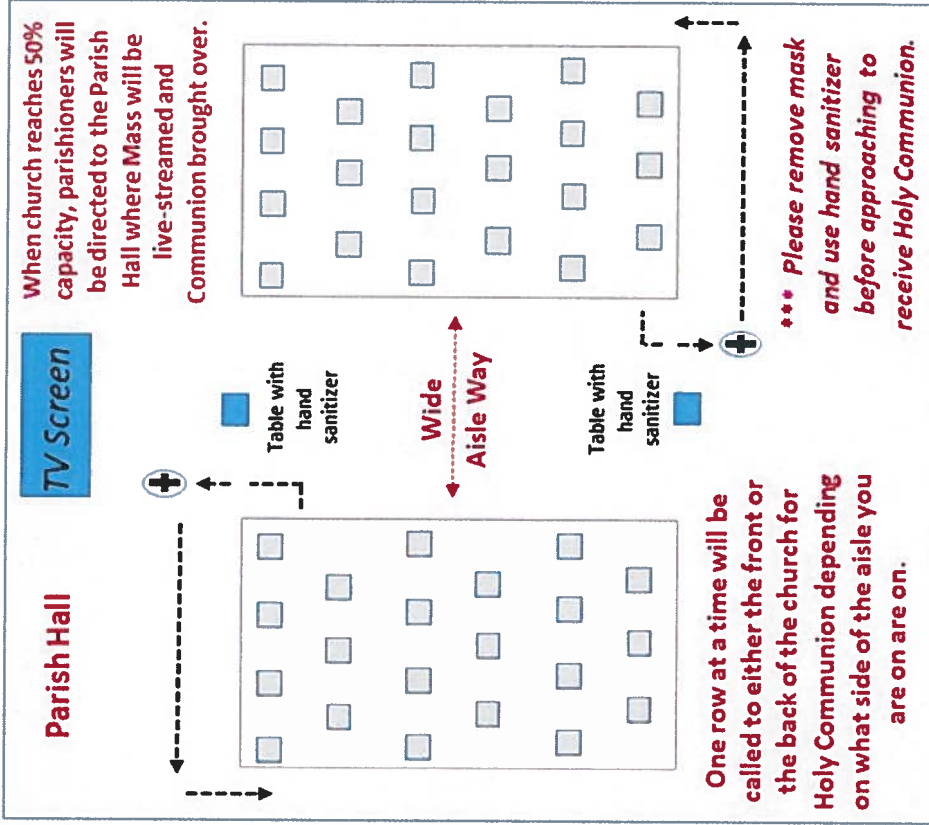 Parish Hall
TV Screen
When church reaches 50%
capacity, parishioners will
be directed to the Parish
Hall where Mass will be
live-streamed and
Communion brought over.
Table with
hand
sanitizer
Wide
Aisle Way
Table with
hand
sanitizer
One row at a time will be
called to either the front or
the back of the church for
Holy Communion depending
on what side of the aisle you
are on are on.
*** Please remove mask
and use hand sanitizer
before approaching to
receive Holy Communion.